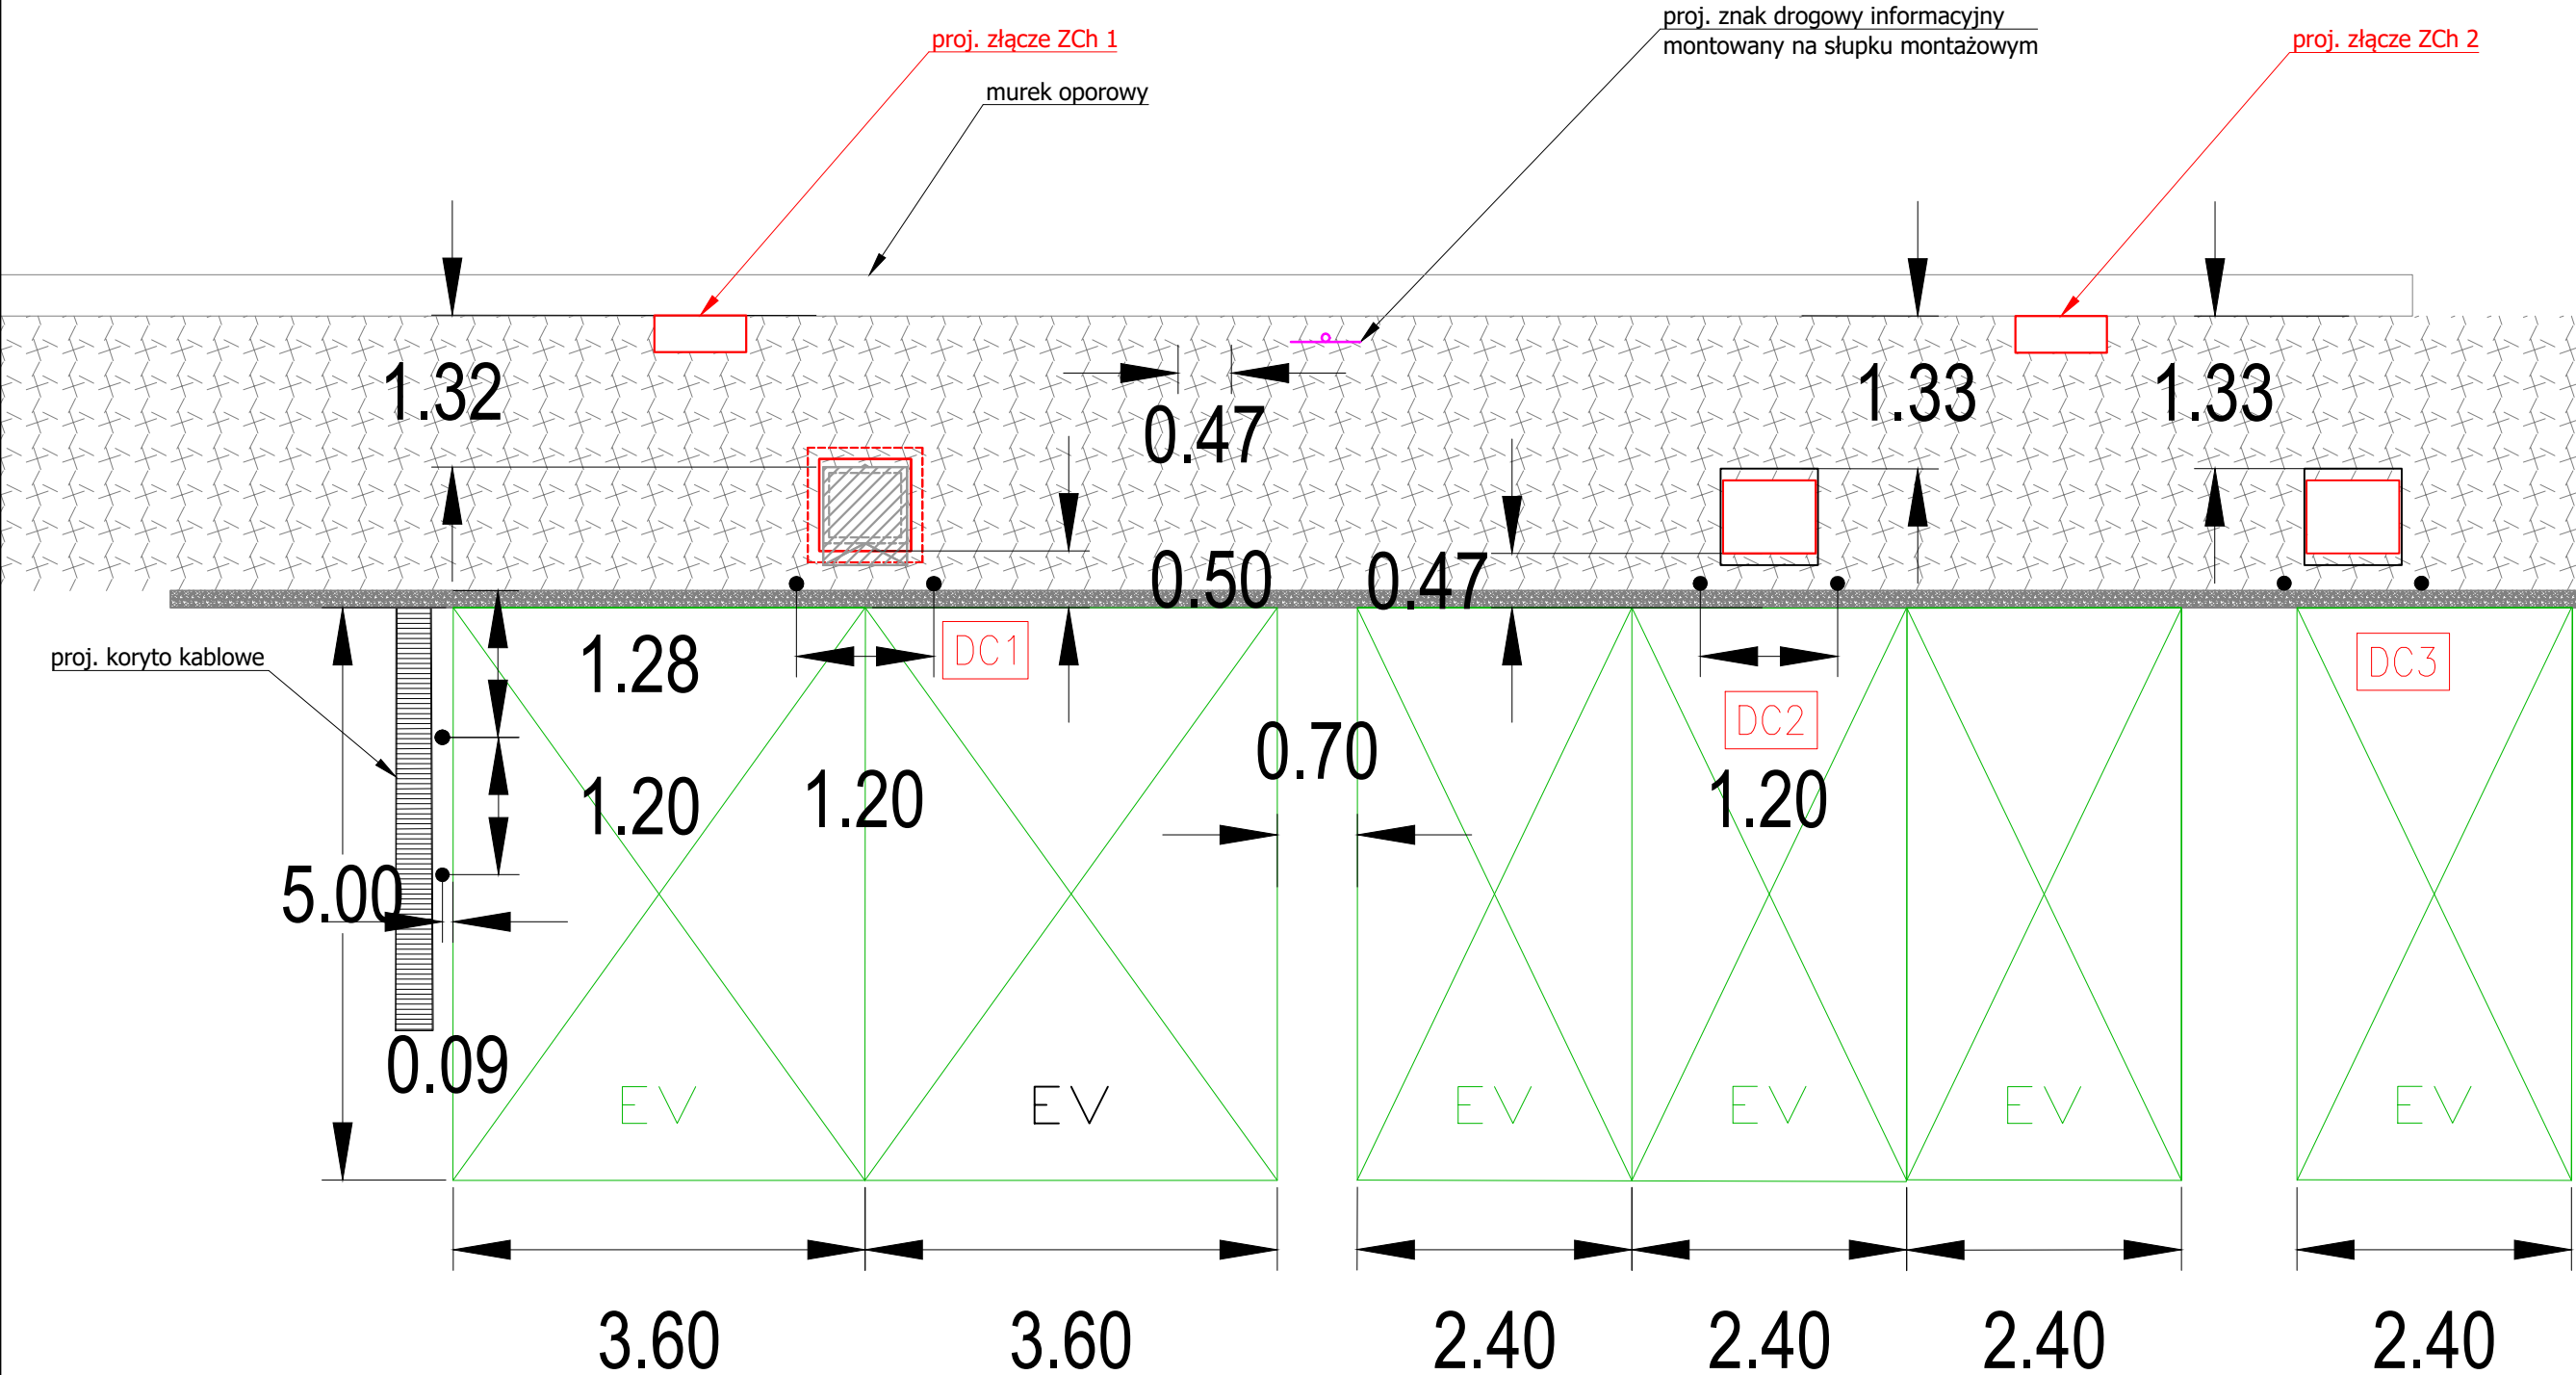 proj. znak drogowy informacyjny
montowany na słupku montażowym
proj. złącze ZCh 1
proj. złącze ZCh 2
murek oporowy
1.32
1.33
1.33
0.47
0.50
0.47
proj. koryto kablowe
1.28
DC1
DC3
DC2
0.70
1.20
1.20
1.20
5.00
0.09
EV
EV
EV
EV
EV
EV
3.60
3.60
2.40
2.40
2.40
2.40